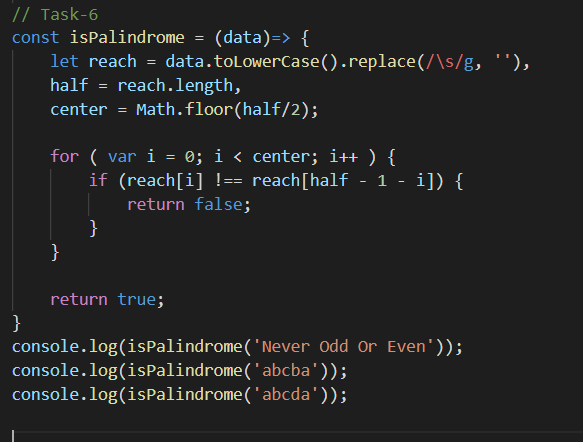 // Task-6
const isPalindrome = (data)=> {
    let reach = data.toLowerCase().replace(/\s/g, ''),
    half = reach.length,
    center = Math.floor(half/2);
    for ( var i = 0; i < center; i++ ) {
        if (reach[i] !== reach[half - 1 - i]) {
            return false;
        }
    }
    return true;
}
console.log(isPalindrome('Never Odd Or Even'));
console.log(isPalindrome('abcba'));
console.log(isPalindrome('abcda'));